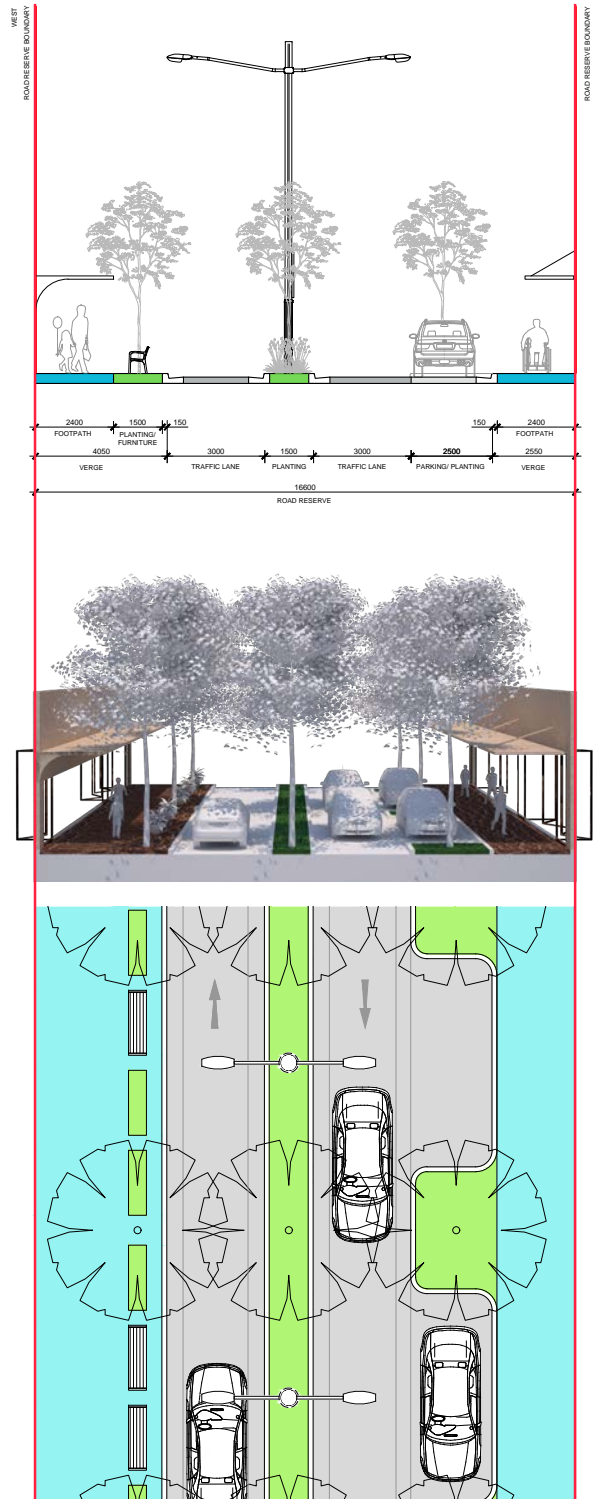 WEST
ROAD RESERVE BOUNDARY
ROAD RESERVE BOUNDARY
2400
1500
150
150
2400
FOOTPATH
PLANTING/
FURNITURE
FOOTPATH
4050
3000
1500
3000
2500
2550
VERGE
TRAFFIC LANE
PLANTING
TRAFFIC LANE
PARKING/ PLANTING
VERGE
16600
ROAD RESERVE